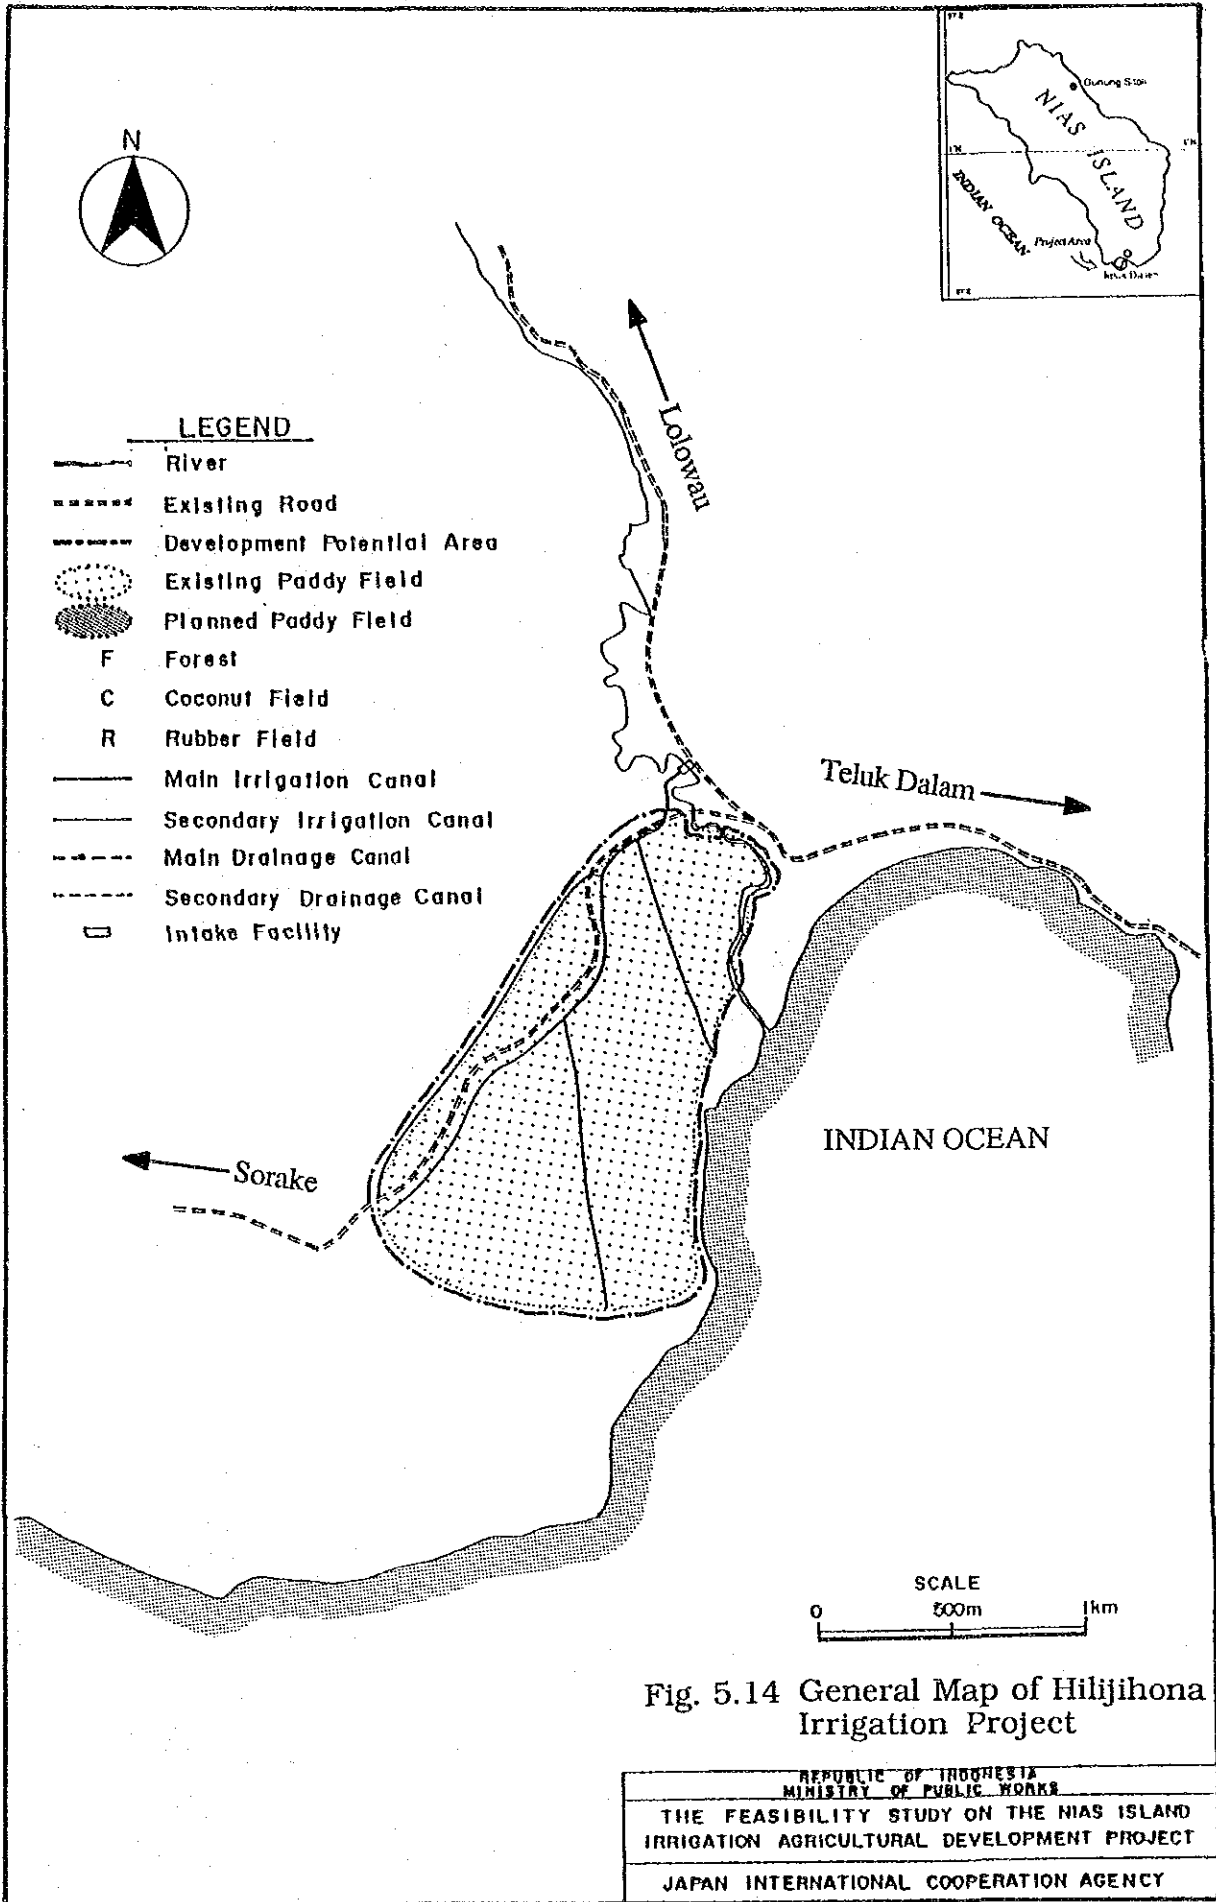 N
Gunung Sitoli
NIAS ISLAND
INDIAN OCEAN
Project Area
LEGEND
River
Existing Road
Development Potential Area
Existing Paddy Field
Planned Paddy Field
F Forest
C Coconut Field
R Rubber Field
Main Irrigation Canal
Secondary Irrigation Canal
Main Drainage Canal
Secondary Drainage Canal
Intake Facility
Lolowau
Teluk Dalam
INDIAN OCEAN
Sorake
SCALE
0 500m 1km
Fig. 5.14 General Map of Hilijihona
Irrigation Project
REPUBLIC OF INDONESIA
MINISTRY OF PUBLIC WORKS
THE FEASIBILITY STUDY ON THE NIAS ISLAND
IRRIGATION AGRICULTURAL DEVELOPMENT PROJECT
JAPAN INTERNATIONAL COOPERATION AGENCY